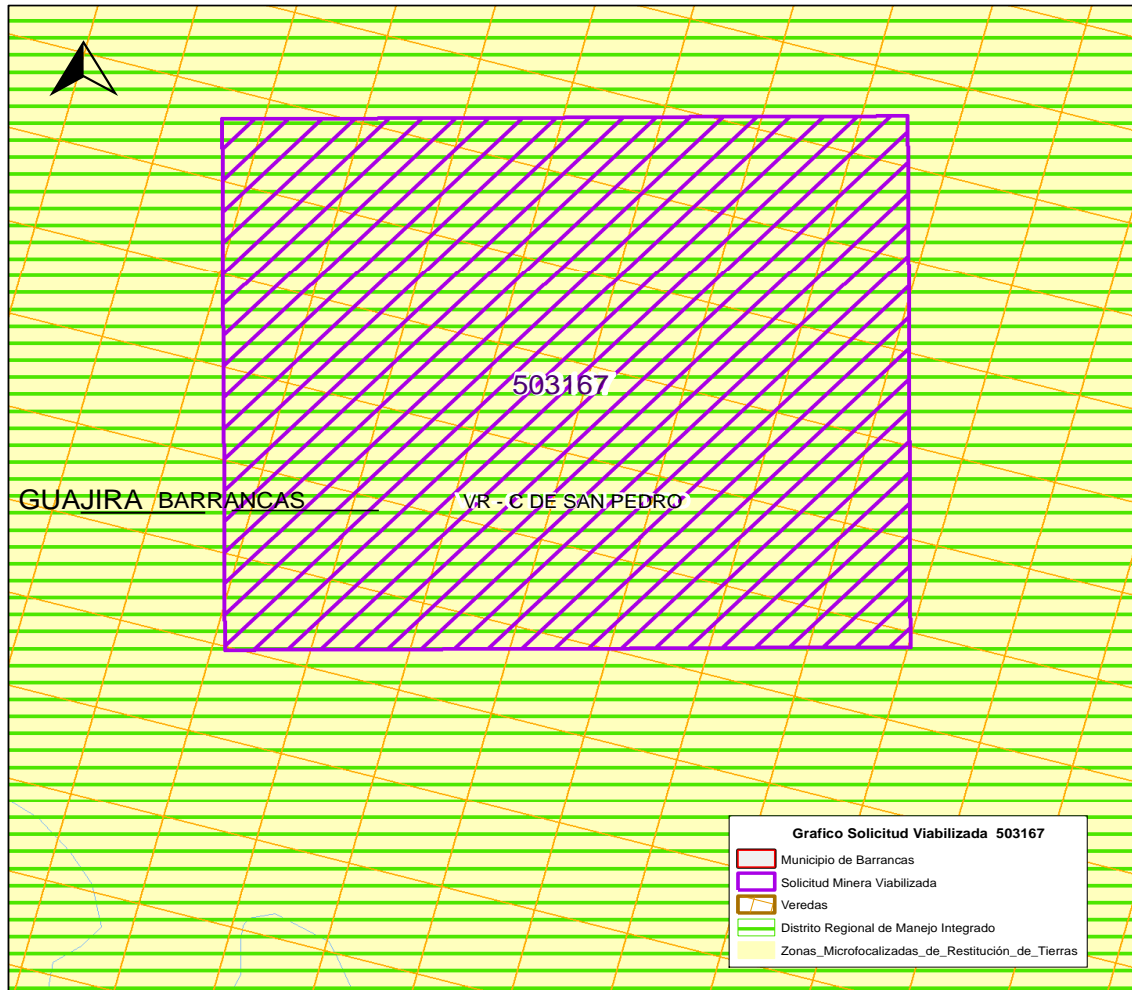 503167
GUAJIRA BARRANCAS VR - C DE SAN PEDRO
Grafico Solicitud Viabilizada 503167
Municipio de Barrancas
Solicitud Minera Viabilizada
Veredas
Distrito Regional de Manejo Integrado
Zonas_Microfocalizadas_de_Restitución_de_Tierras